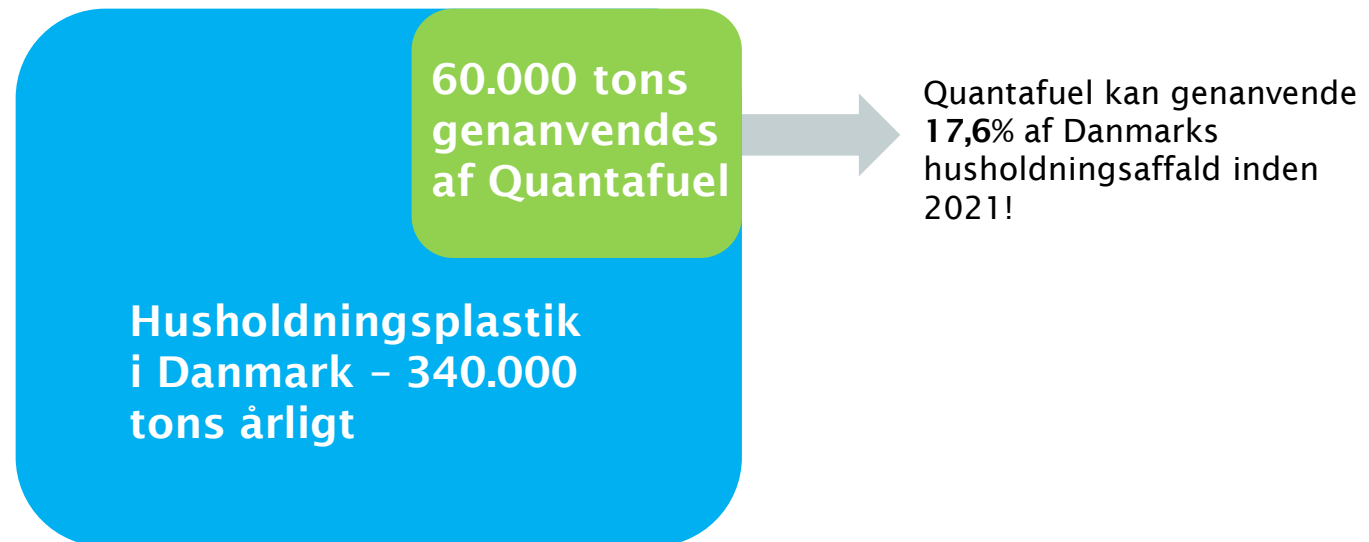 60.000 tons
genanvendes
af Quantafuel
Husholdningsplastik
i Danmark – 340.000
tons årligt
Quantafuel kan genanvende
17,6% af Danmarks
husholdningsaffald inden
2021!